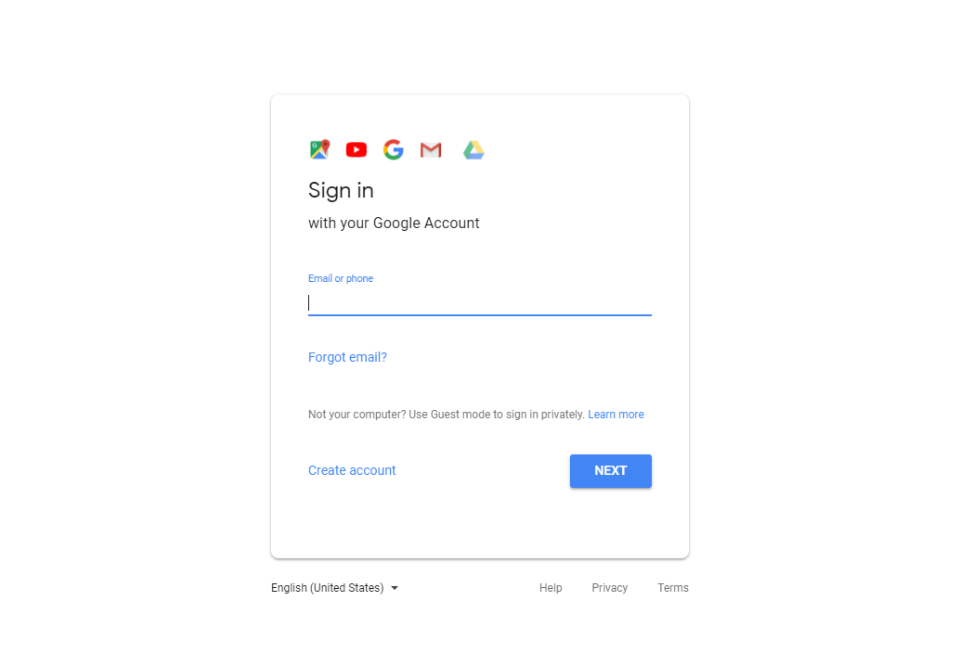 Sign in
with your Google Account
Email or phone
Forgot email?
Not your computer? Use Guest mode to sign in privately. Learn more
Create account NEXT
English (United States) Help Privacy Terms